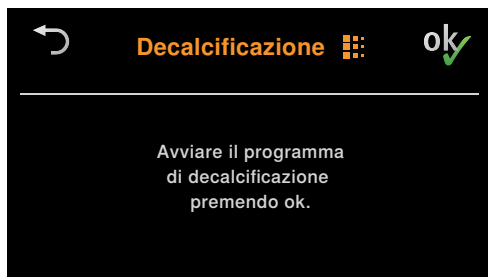 Decalcificazione ok
Avviare il programma
di decalcificazione
premendo ok.